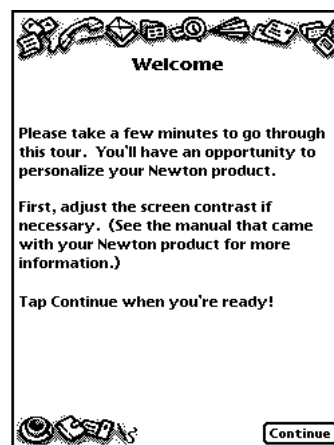 Welcome
Please take a few minutes to go through
this tour.  You'll have an opportunity to
personalize your Newton product.
First, adjust the screen contrast if
necessary.  (See the manual that came
with your Newton product for more
information.)
Tap Continue when you're ready!
Continue